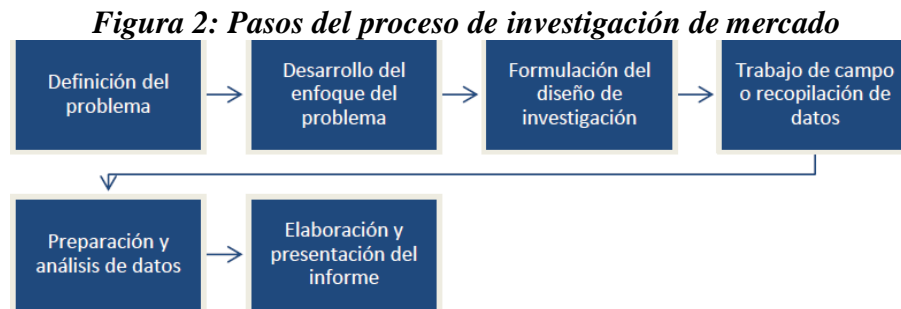 Figura 2: Pasos del proceso de investigación de mercado
Definición del
problema
Desarrollo del
enfoque del
problema
Formulación del
diseño de
investigación
Trabajo de campo
o recopilación de
datos
Preparación y
análisis de datos
Elaboración y
presentación del
informe